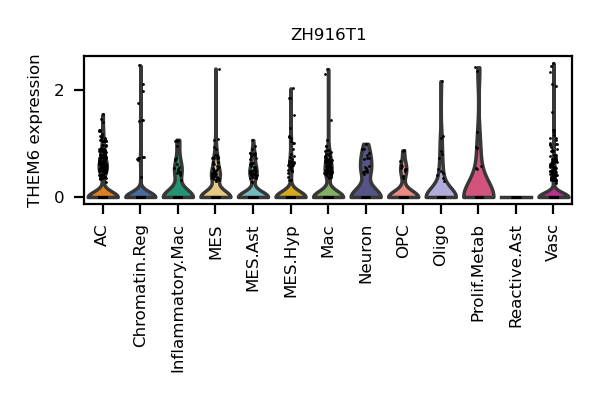 ZH916T1
THEM6 expression
2
0
AC
Chromatin.Reg
Inflammatory.Mac
MES
MES.Ast
MES.Hyp
Mac
Neuron
OPC
Oligo
Prolif.Metab
Reactive.Ast
Vasc